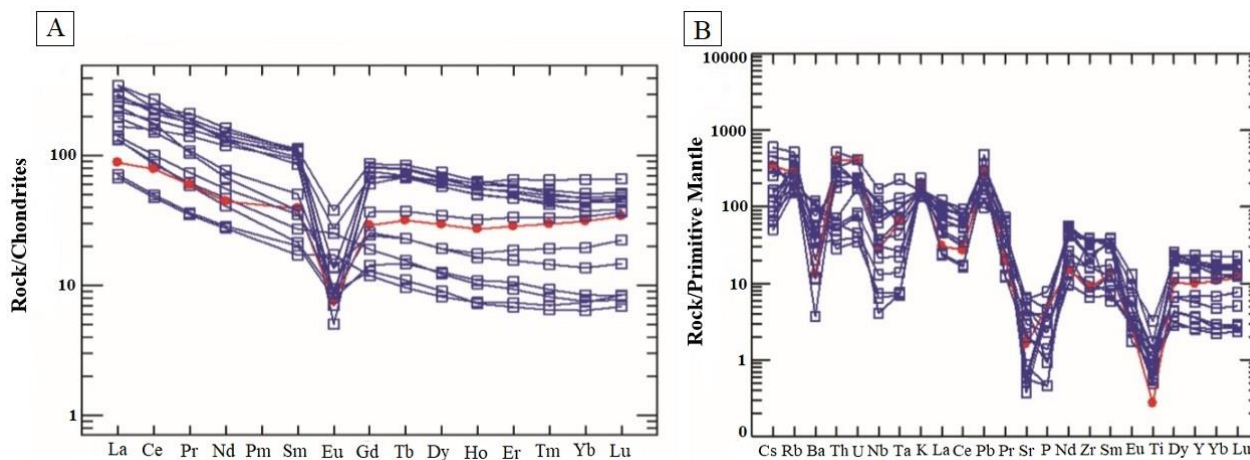 A
Rock/Chondrites
100
10
1
La Ce Pr Nd Pm Sm Eu Gd Tb Dy Ho Er Tm Yb Lu
B
Rock/Primitive Mantle
10000
1000
100
10
1
0
Cs Rb Ba Th U Nb Ta K La Ce Pb Pr Sr P Nd Zr Sm Eu Ti Dy Y Yb Lu